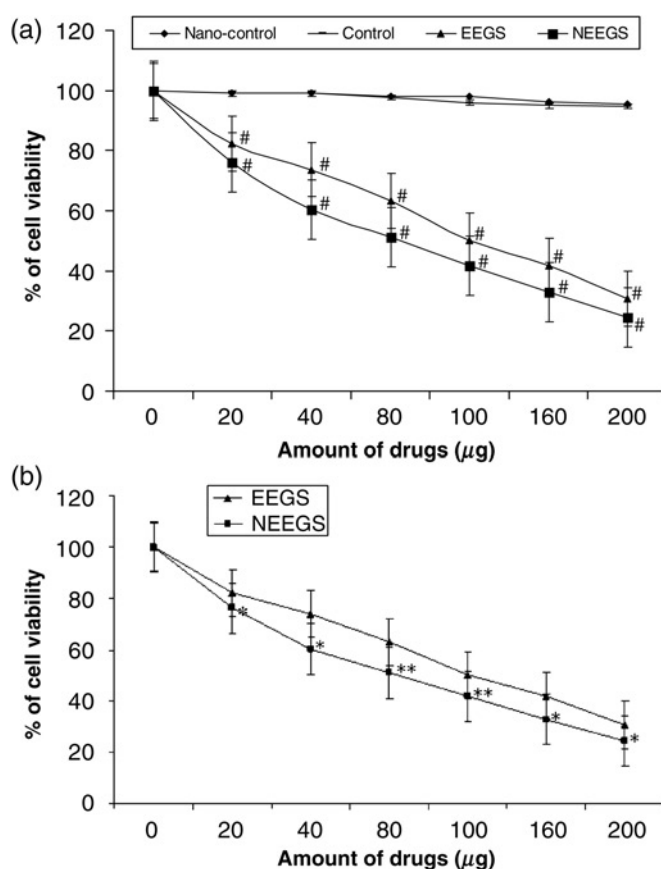 (a)
120
Nano-control Control EEGS NEEGS
100
80
60
40
20
0
% of cell viability
# # # # # #
# # # # # #
0 20 40 80 100 160 200
Amount of drugs (μg)
(b)
120
EEGS
NEEGS
100
80
60
40
20
0
% of cell viability
* * ** ** * *
0 20 40 80 100 160 200
Amount of drugs (μg)